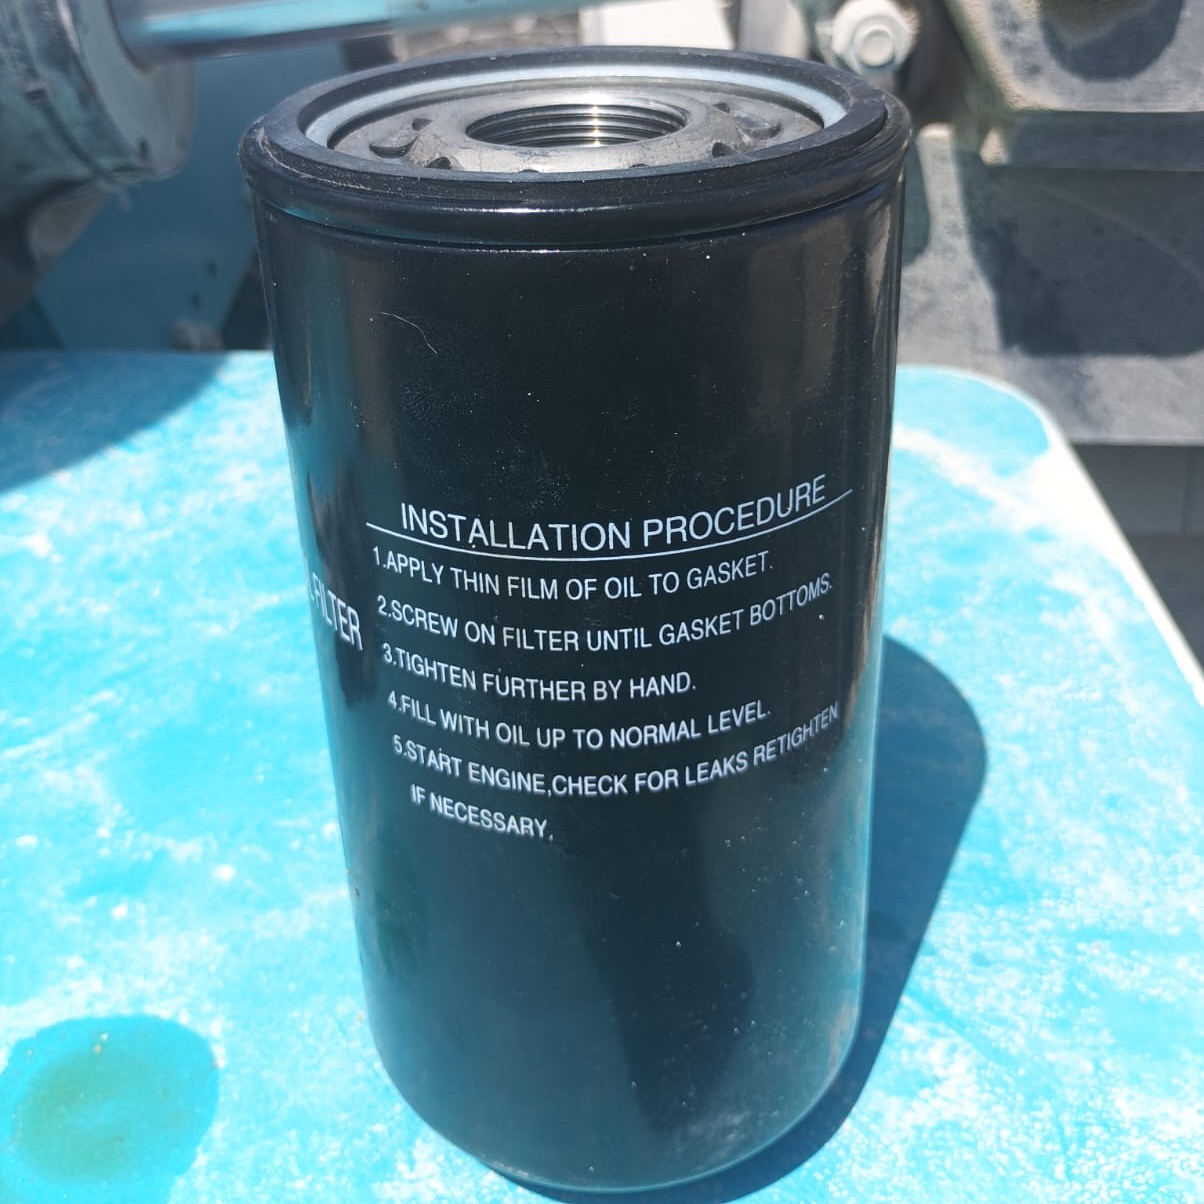 INSTALLATION PROCEDURE
1.APPLY THIN FILM OF OIL TO GASKET.
2.SCREW ON FILTER UNTIL GASKET BOTTOMS.
3.TIGHTEN FURTHER BY HAND.
4.FILL WITH OIL UP TO NORMAL LEVEL.
5.START ENGINE,CHECK FOR LEAKS RETIGHTEN
IF NECESSARY.
FILTER